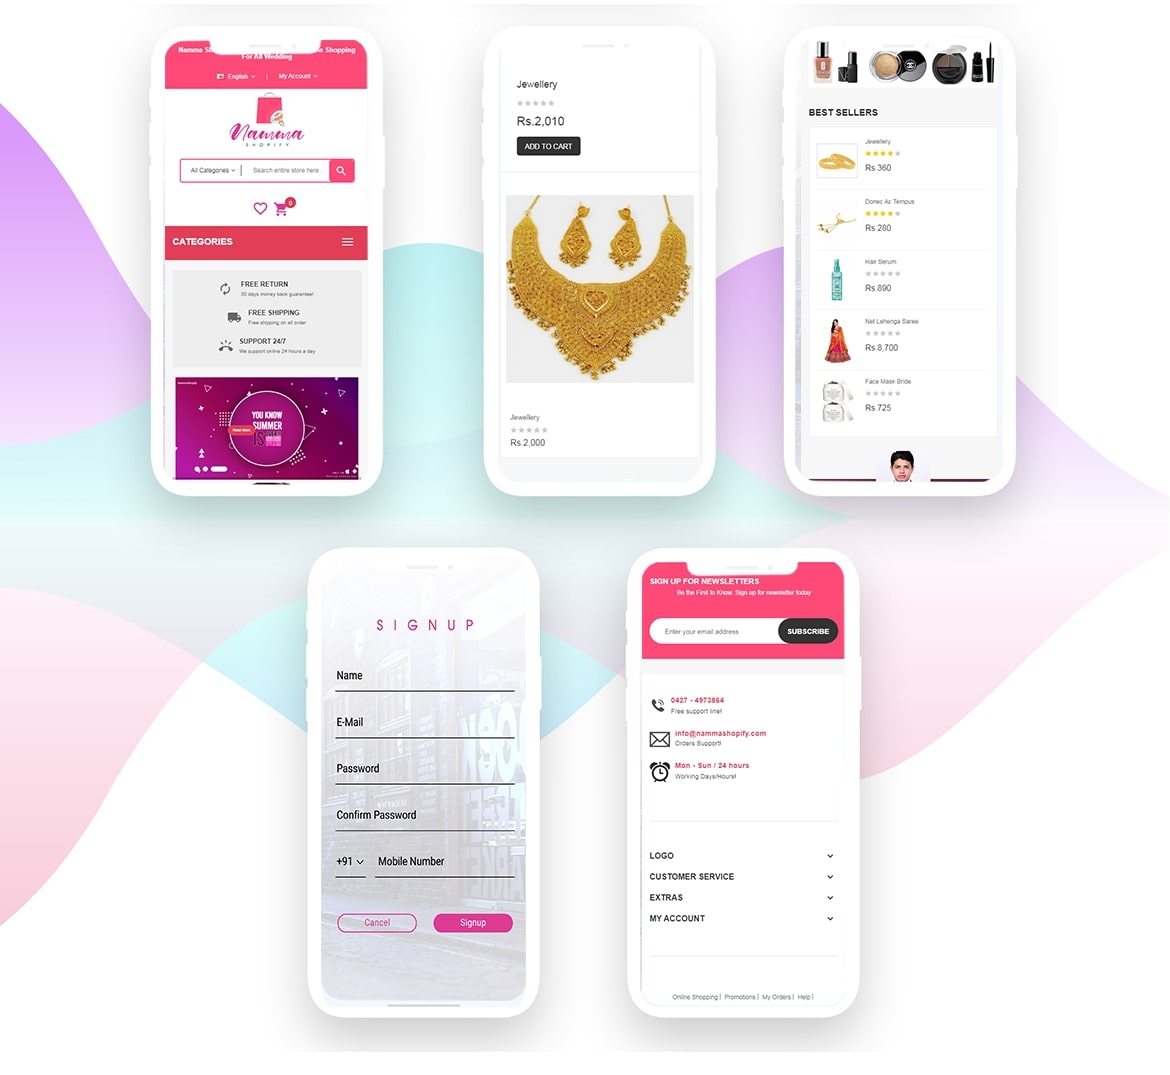 Namma Sh
ne Shopping
For All Wedding
English
|
My Account
Namma
SHOPIFY
All Categories
Search entire store here
0
CATEGORIES
FREE RETURN
30 days money back guarantee!
FREE SHIPPING
Free shipping on all order
SUPPORT 24/7
We support online 24 hours a day
NammaShopify
YOU KNOW
SUMMER
IS
Read More
Jewellery
Rs.2,010
ADD TO CART
Jewellery
Rs.2,000
CLINIQUE
CHANEL
BEST SELLERS
Jewellery
Rs.360
Donec Ac Tempus
Rs.280
Hair Serum
Rs.890
Net Lehenga Saree
Rs.8,700
Face Mask Bride
Rs.725
SIGNUP
Name
E-Mail
Password
Confirm Password
+91
Mobile Number
Cancel
Signup
SIGN UP FOR NEWSLETTERS
Be the First to Know. Sign up for newsletter today
Enter your email address
SUBSCRIBE
0427 - 4973864
Free support line!
info@nammashopify.com
Orders Support!
Mon - Sun / 24 hours
Working Days/Hours!
LOGO
CUSTOMER SERVICE
EXTRAS
MY ACCOUNT
Online Shopping | Promotions | My Orders | Help |